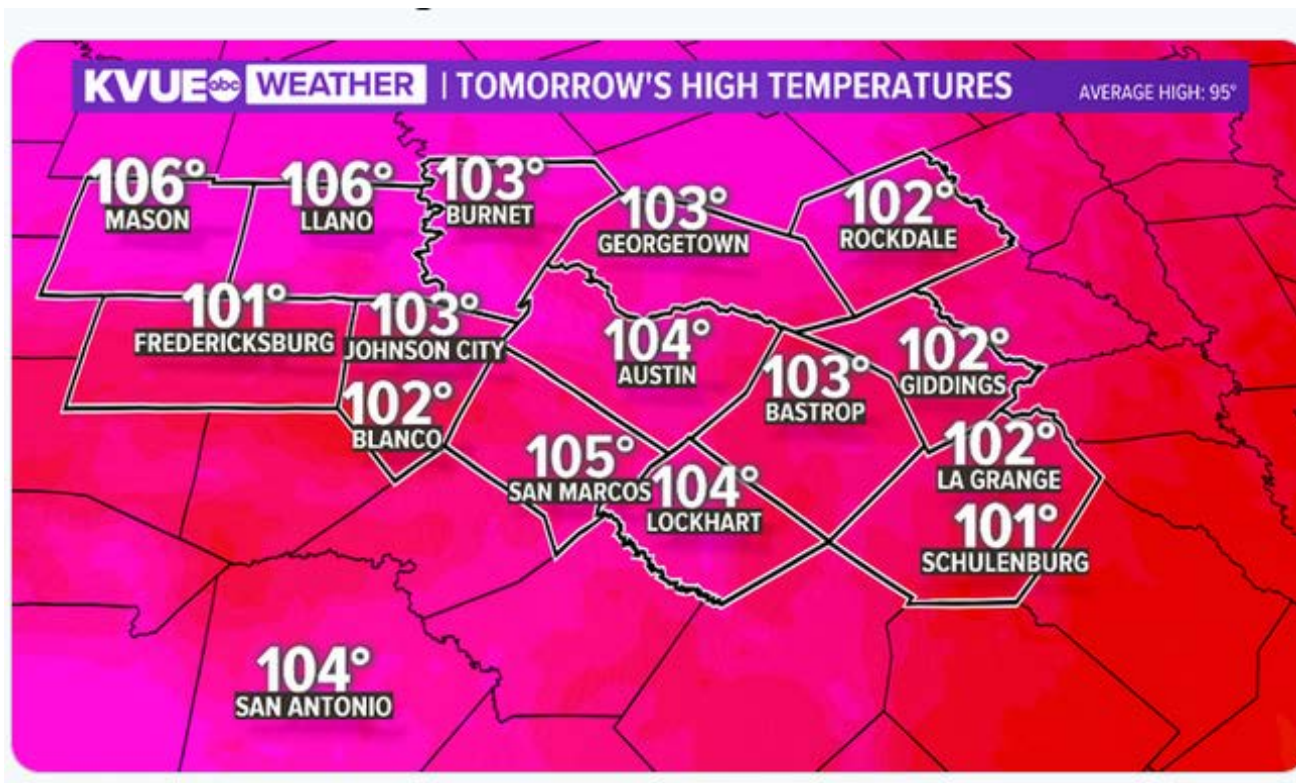 KVUE abc WEATHER | TOMORROW'S HIGH TEMPERATURES AVERAGE HIGH: 95°
106°
MASON
106°
LLANO
103°
BURNET
103°
GEORGETOWN
102°
ROCKDALE
101°
FREDERICKSBURG
103°
JOHNSON CITY
104°
AUSTIN
102°
GIDDINGS
103°
BASTROP
102°
BLANCO
105°
SAN MARCOS
104°
LOCKHART
102°
LA GRANGE
101°
SCHULENBURG
104°
SAN ANTONIO